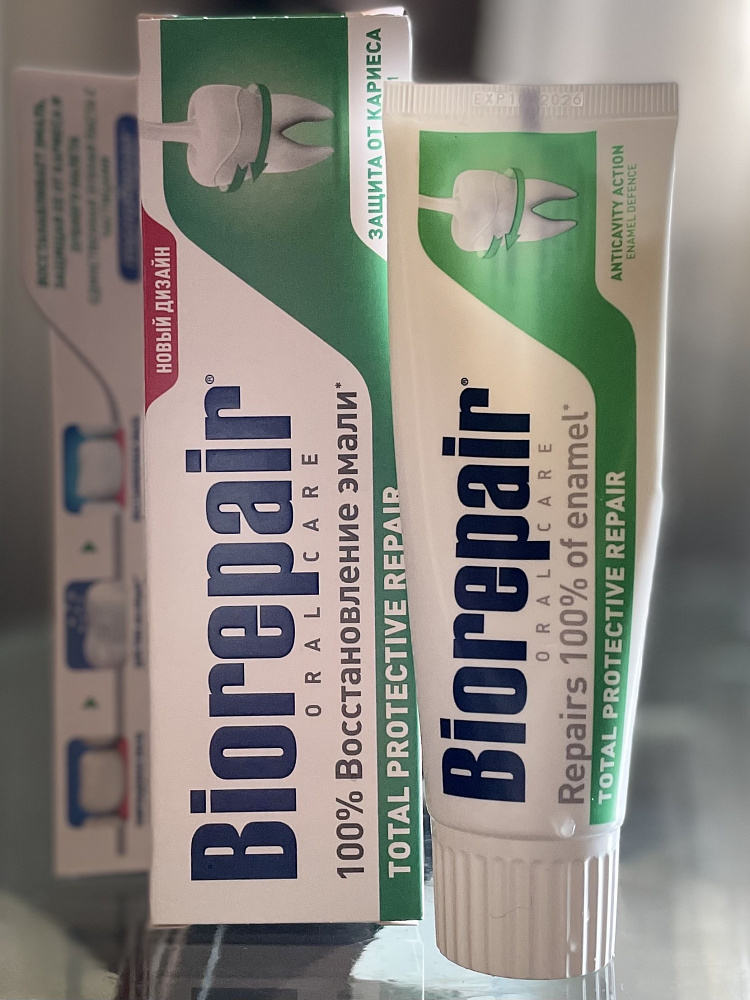 НОВЫЙ ДИЗАЙН
ЗАЩИТА ОТ КАРИЕСА
Biorepair®
ORAL CARE
100% Восстановление эмали*
TOTAL PROTECTIVE REPAIR
2026
ANTICAVITY ACTION
ENAMEL DEFENCE
Biorepair®
ORAL CARE
Repairs 100% of enamel*
TOTAL PROTECTIVE REPAIR